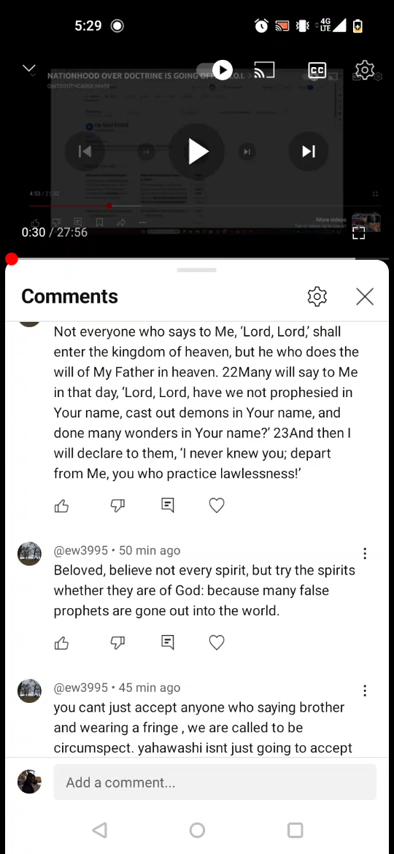 5:29
4G
LTE
NATIONHOOD OVER DOCTRINE IS GOING
CC
0:30 / 27:56
More videos
Comments
Not everyone who says to Me, ‘Lord, Lord,’ shall
enter the kingdom of heaven, but he who does the
will of My Father in heaven. 22Many will say to Me
in that day, ‘Lord, Lord, have we not prophesied in
Your name, cast out demons in Your name, and
done many wonders in Your name?’ 23And then I
will declare to them, ‘I never knew you; depart
from Me, you who practice lawlessness!’
@ew3995 • 50 min ago
Beloved, believe not every spirit, but try the spirits
whether they are of God: because many false
prophets are gone out into the world.
@ew3995 • 45 min ago
you cant just accept anyone who saying brother
and wearing a fringe , we are called to be
circumspect. yahawashi isnt just going to accept
Add a comment...